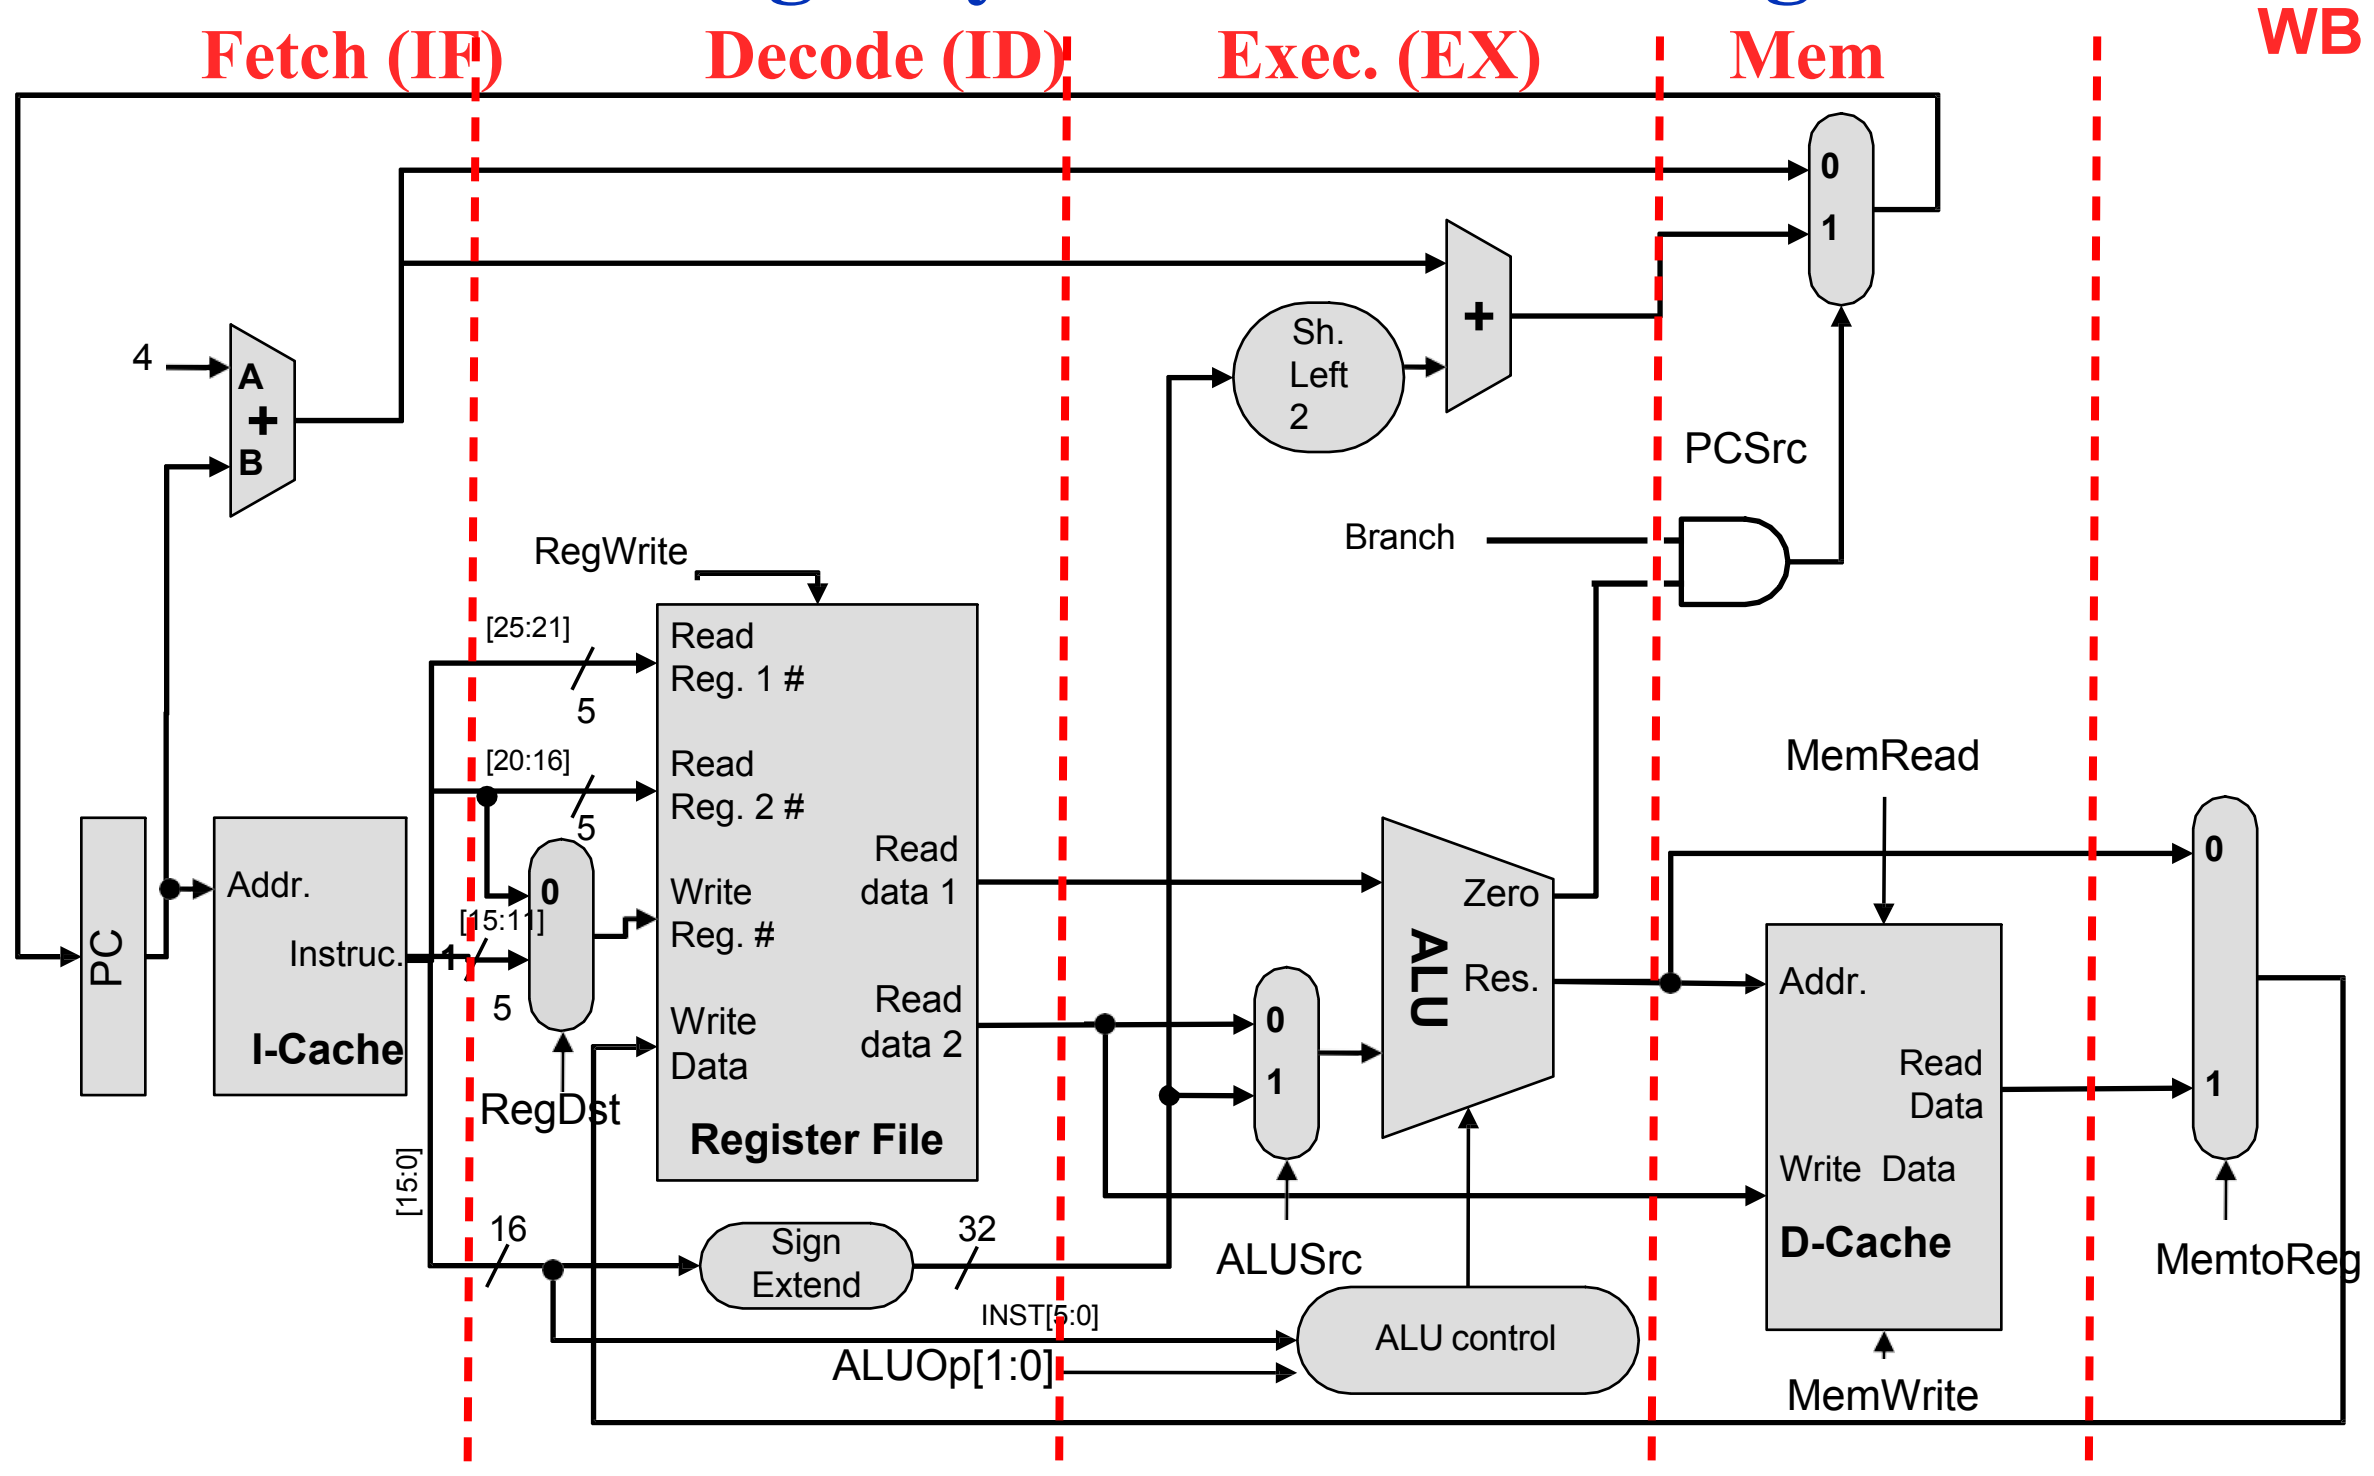 Fetch (IF)
Decode (ID)
Exec. (EX)
Mem
WB
0
1
4
A
+
B
+
Sh.
Left
2
PCSrc
Branch
RegWrite
[25:21]
5
Read
Reg. 1 #
[20:16]
5
Read
Reg. 2 #
MemRead
PC
Addr.
Instruc.
I-Cache
0
1
[15:11]
5
RegDst
Write
Reg. #
Read
data 1
Write
Data
Read
data 2
Register File
0
1
ALUSrc
ALU
Zero
Res.
Addr.
Read
Data
Write Data
D-Cache
0
1
MemtoReg
[15:0]
16
Sign
Extend
32
INST[5:0]
ALUOp[1:0]
ALU control
MemWrite